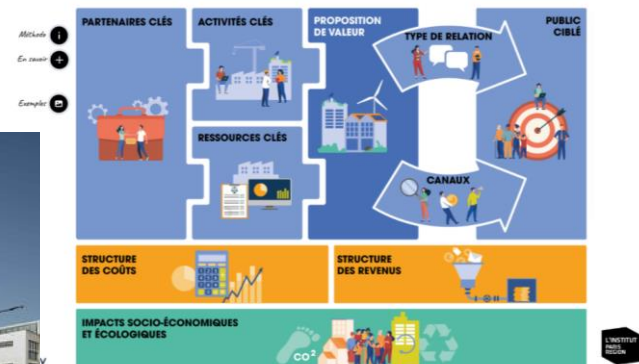 Méthode
En savoir
Exemples
PARTENAIRES CLÉS
ACTIVITÉS CLÉS
RESSOURCES CLÉS
PROPOSITION
DE VALEUR
TYPE DE RELATION
CANAUX
PUBLIC
CIBLÉ
STRUCTURE
DES COÛTS
STRUCTURE
DES REVENUS
IMPACTS SOCIO-ÉCONOMIQUES
ET ÉCOLOGIQUES
CO²
L'INSTITUT
PARIS
REGION